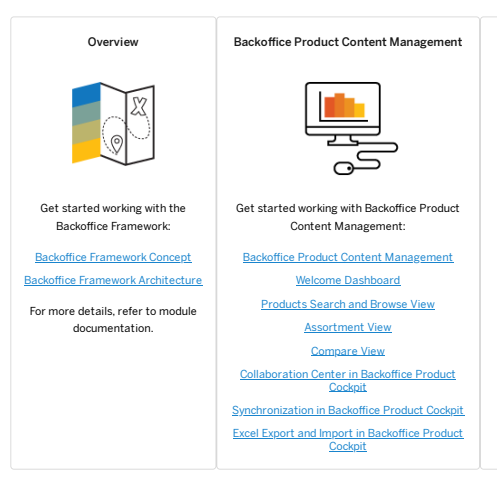 Overview
Get started working with the
Backoffice Framework:
Backoffice Framework Concept
Backoffice Framework Architecture
For more details, refer to module
documentation.
Backoffice Product Content Management
Get started working with Backoffice Product
Content Management:
Backoffice Product Content Management
Welcome Dashboard
Products Search and Browse View
Assortment View
Compare View
Collaboration Center in Backoffice Product
Cockpit
Synchronization in Backoffice Product Cockpit
Excel Export and Import in Backoffice Product
Cockpit